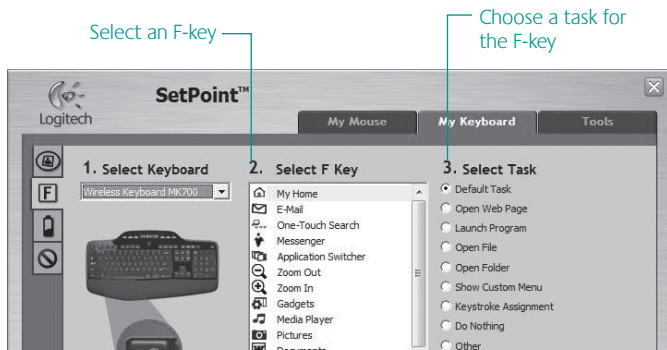 Select an F-key
Choose a task for
the F-key
Logitech
SetPoint™
My Mouse
My Keyboard
Tools
1. Select Keyboard
Wireless Keyboard MK700
2. Select F Key
My Home
E-Mail
One-Touch Search
Messenger
Application Switcher
Zoom Out
Zoom In
Gadgets
Media Player
Pictures
Documents
3. Select Task
Default Task
Open Web Page
Launch Program
Open File
Open Folder
Show Custom Menu
Keystroke Assignment
Do Nothing
Other